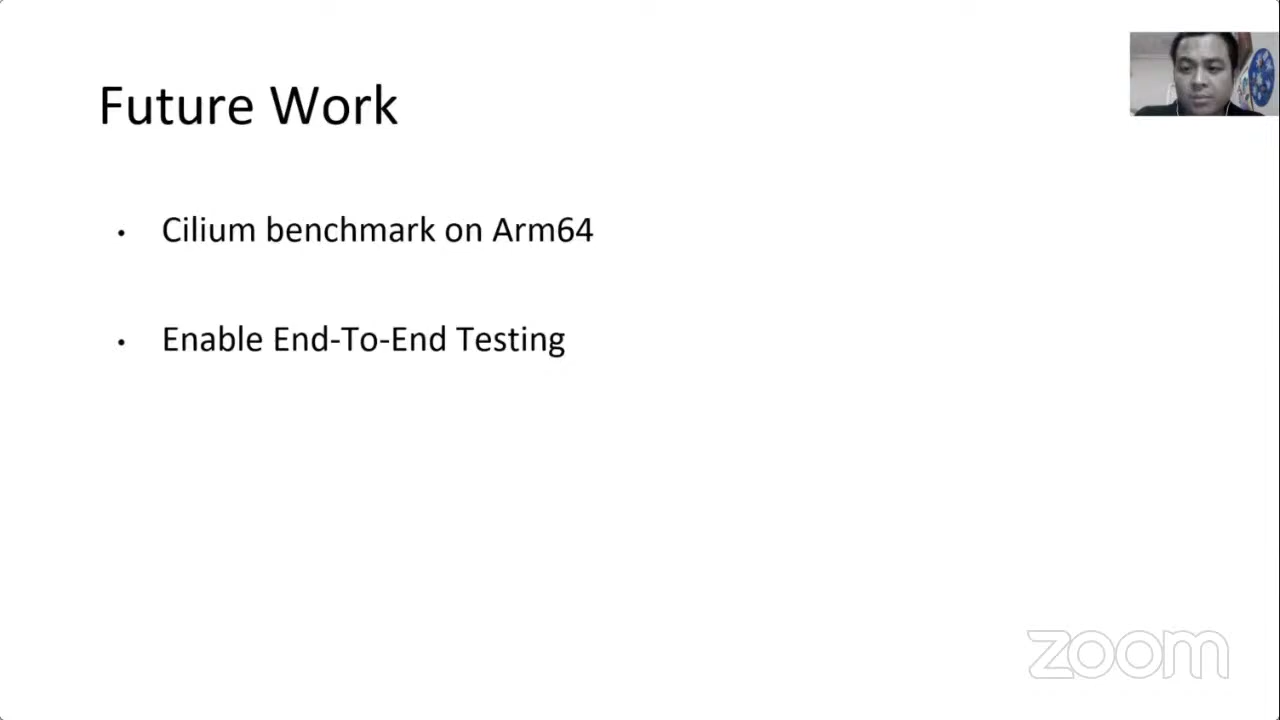 Future Work
• Cilium benchmark on Arm64
• Enable End-To-End Testing
zoom